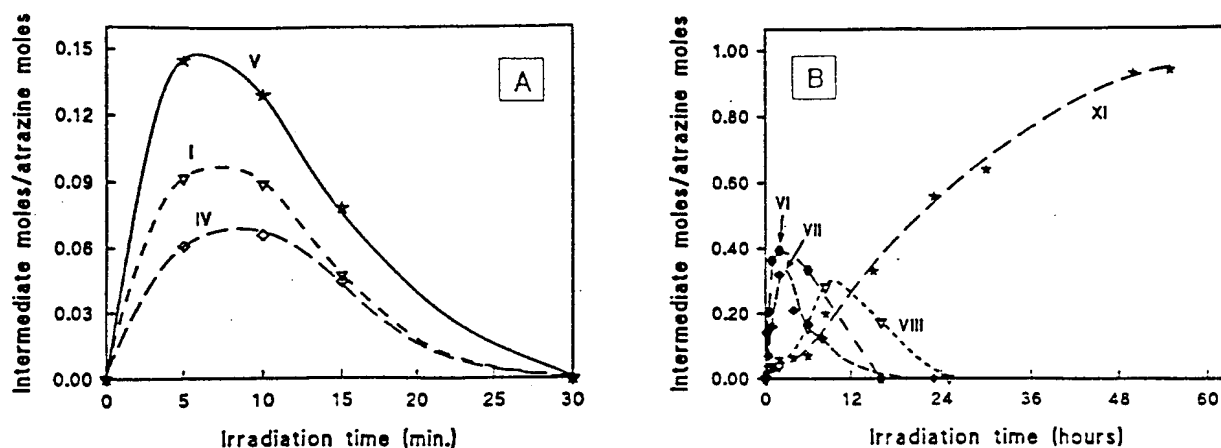 Intermediate moles/atrazine moles
0.15
0.12
0.09
0.06
0.03
0.00
V
I
IV
A
0 5 10 15 20 25 30
Irradiation time (min.)
Intermediate moles/atrazine moles
1.00
0.80
0.60
0.40
0.20
0.00
B
XI
VI
VII
VIII
0 12 24 36 48 60
Irradiation time (hours)